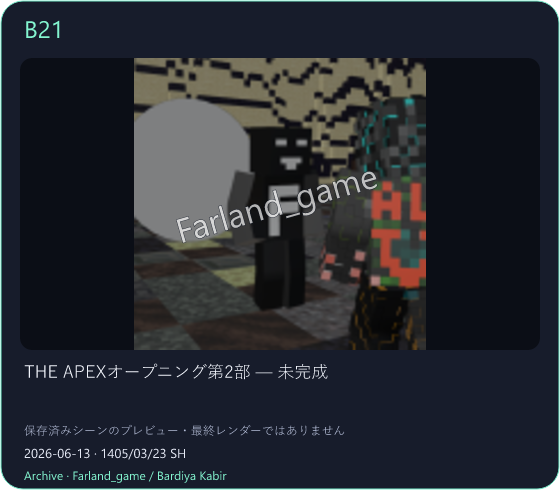 B21
Farland_game
THE APEXオープニング第2部 — 未完成
保存済みシーンのプレビュー・最終レンダーではありません
2026-06-13 · 1405/03/23 SH
Archive · Farland_game / Bardiya Kabir